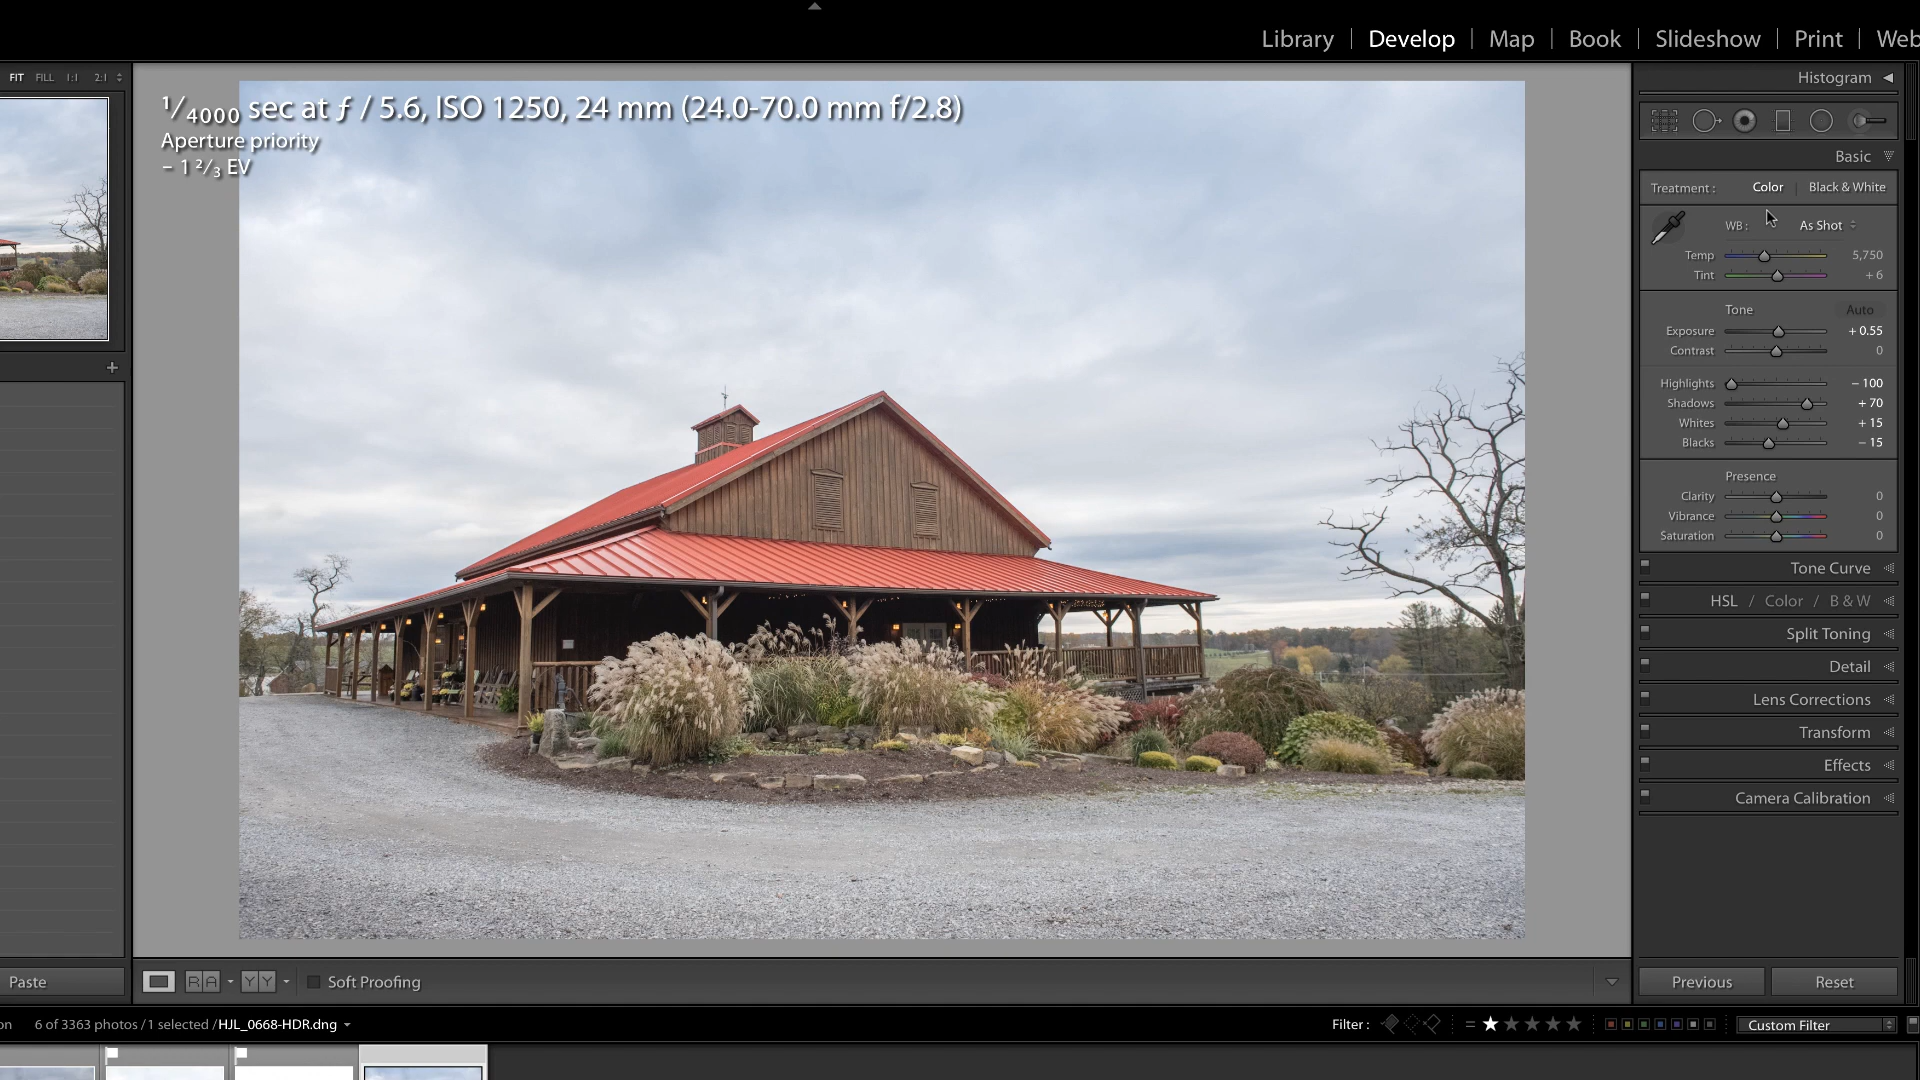 Library | Develop | Map | Book | Slideshow | Print | Web
FIT FILL 1:1 2:1
Histogram
1/4000 sec at ƒ / 5.6, ISO 1250, 24 mm (24.0-70.0 mm f/2.8)
Aperture priority
– 1 2/3 EV
Basic
Treatment : Color | Black & White
WB : As Shot
Temp 5,750
Tint + 6
Tone Auto
Exposure + 0.55
Contrast 0
Highlights – 100
Shadows + 70
Whites + 15
Blacks – 15
Presence
Clarity 0
Vibrance 0
Saturation 0
Tone Curve
HSL / Color / B & W
Split Toning
Detail
Lens Corrections
Transform
Effects
Camera Calibration
Paste
R A Y Y Soft Proofing
Previous Reset
on 6 of 3363 photos / 1 selected / HJL_0668-HDR.dng
Filter : Custom Filter